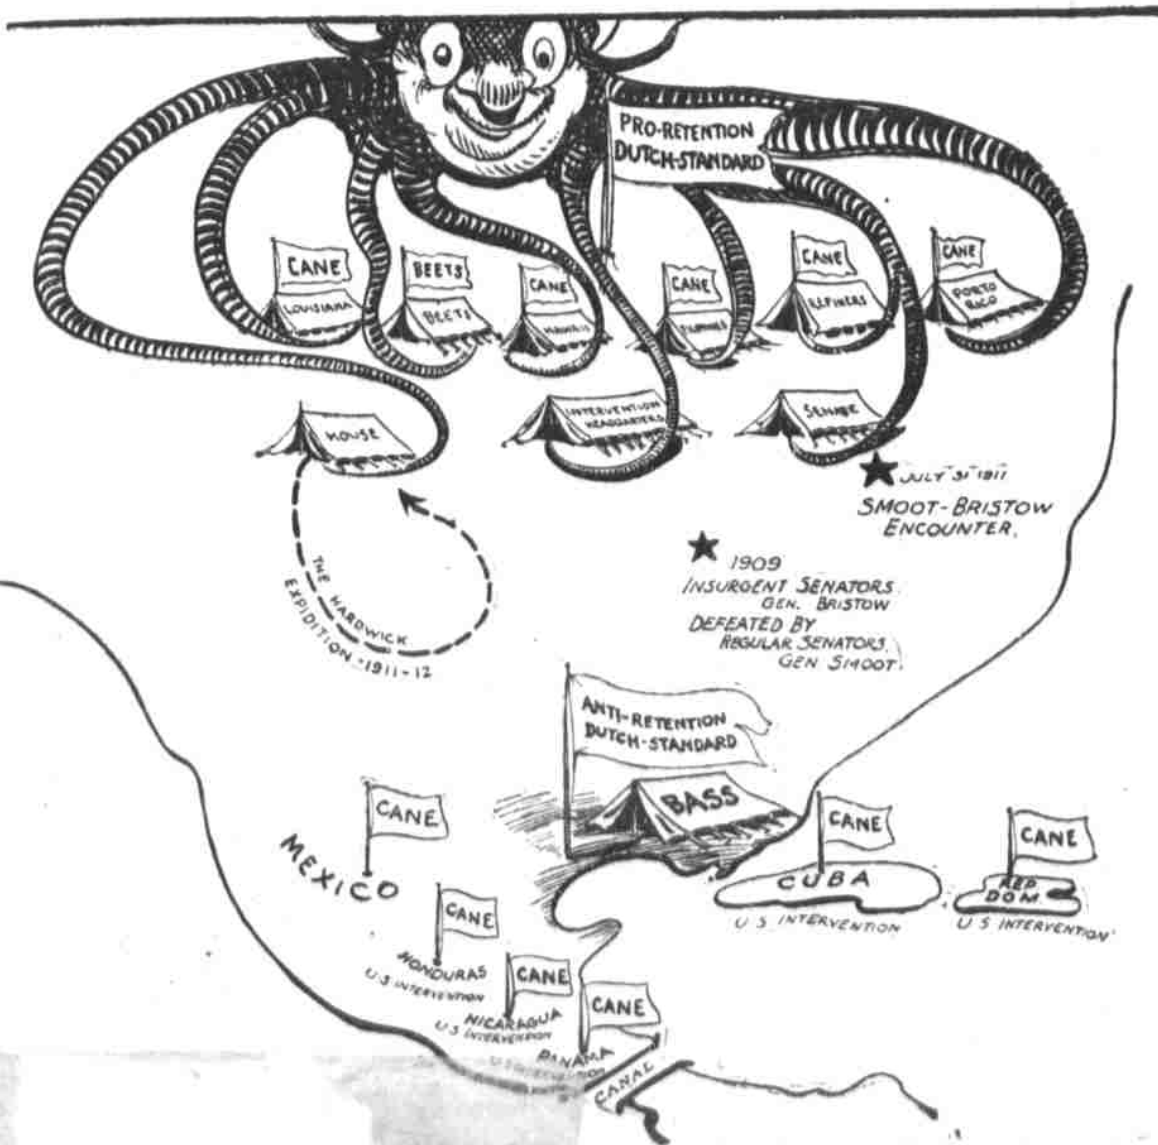 PRO-RETENTION
DUTCH-STANDARD
CANE
LOUISIANA
BEETS
BEETS
CANE
HAWAII
CANE
CANE
REFINERS
CANE
PORTO
RICO
HOUSE
INTERVENTION
HEADQUARTERS
SENATE
JULY 31 1911
SMOOT-BRISTOW
ENCOUNTER.
THE HARDWICK
EXPIDITION-1911-12
1909
INSURGENT SENATORS
GEN. BRISTOW
DEFEATED BY
REGULAR SENATORS.
GEN SMOOT.
ANTI-RETENTION
DUTCH-STANDARD
BASS
CANE
MEXICO
CANE
CUBA
U S INTERVENTION
CANE
REP
DOM.
U S INTERVENTION
CANE
HONDURAS
U.S INTERVENTION
CANE
NICARAGUA
U S INTERVENTION
CANE
PANAMA
CANAL